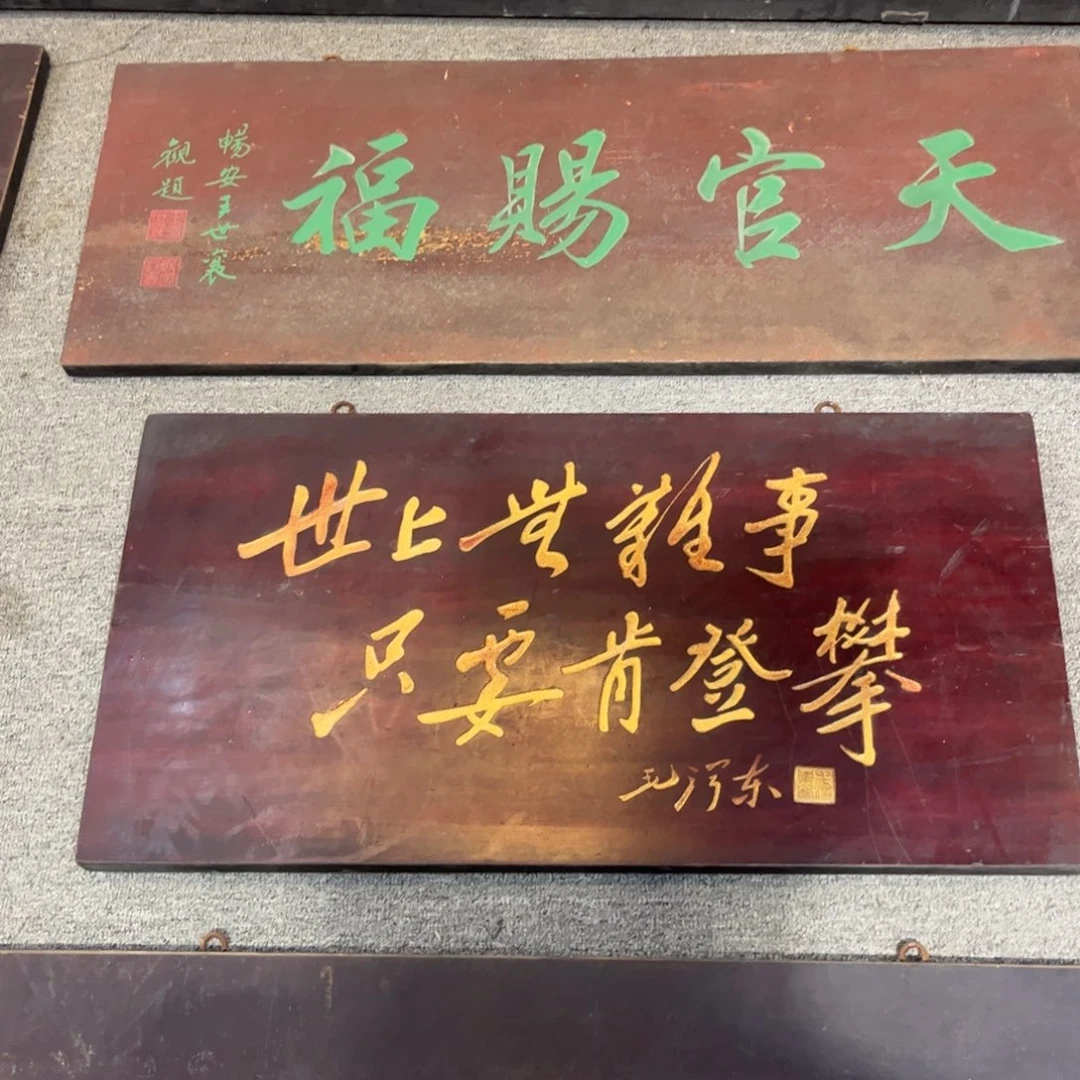 天官賜福
暢安王世襄
觀題
世上无難事
只要肯登攀
毛泽东